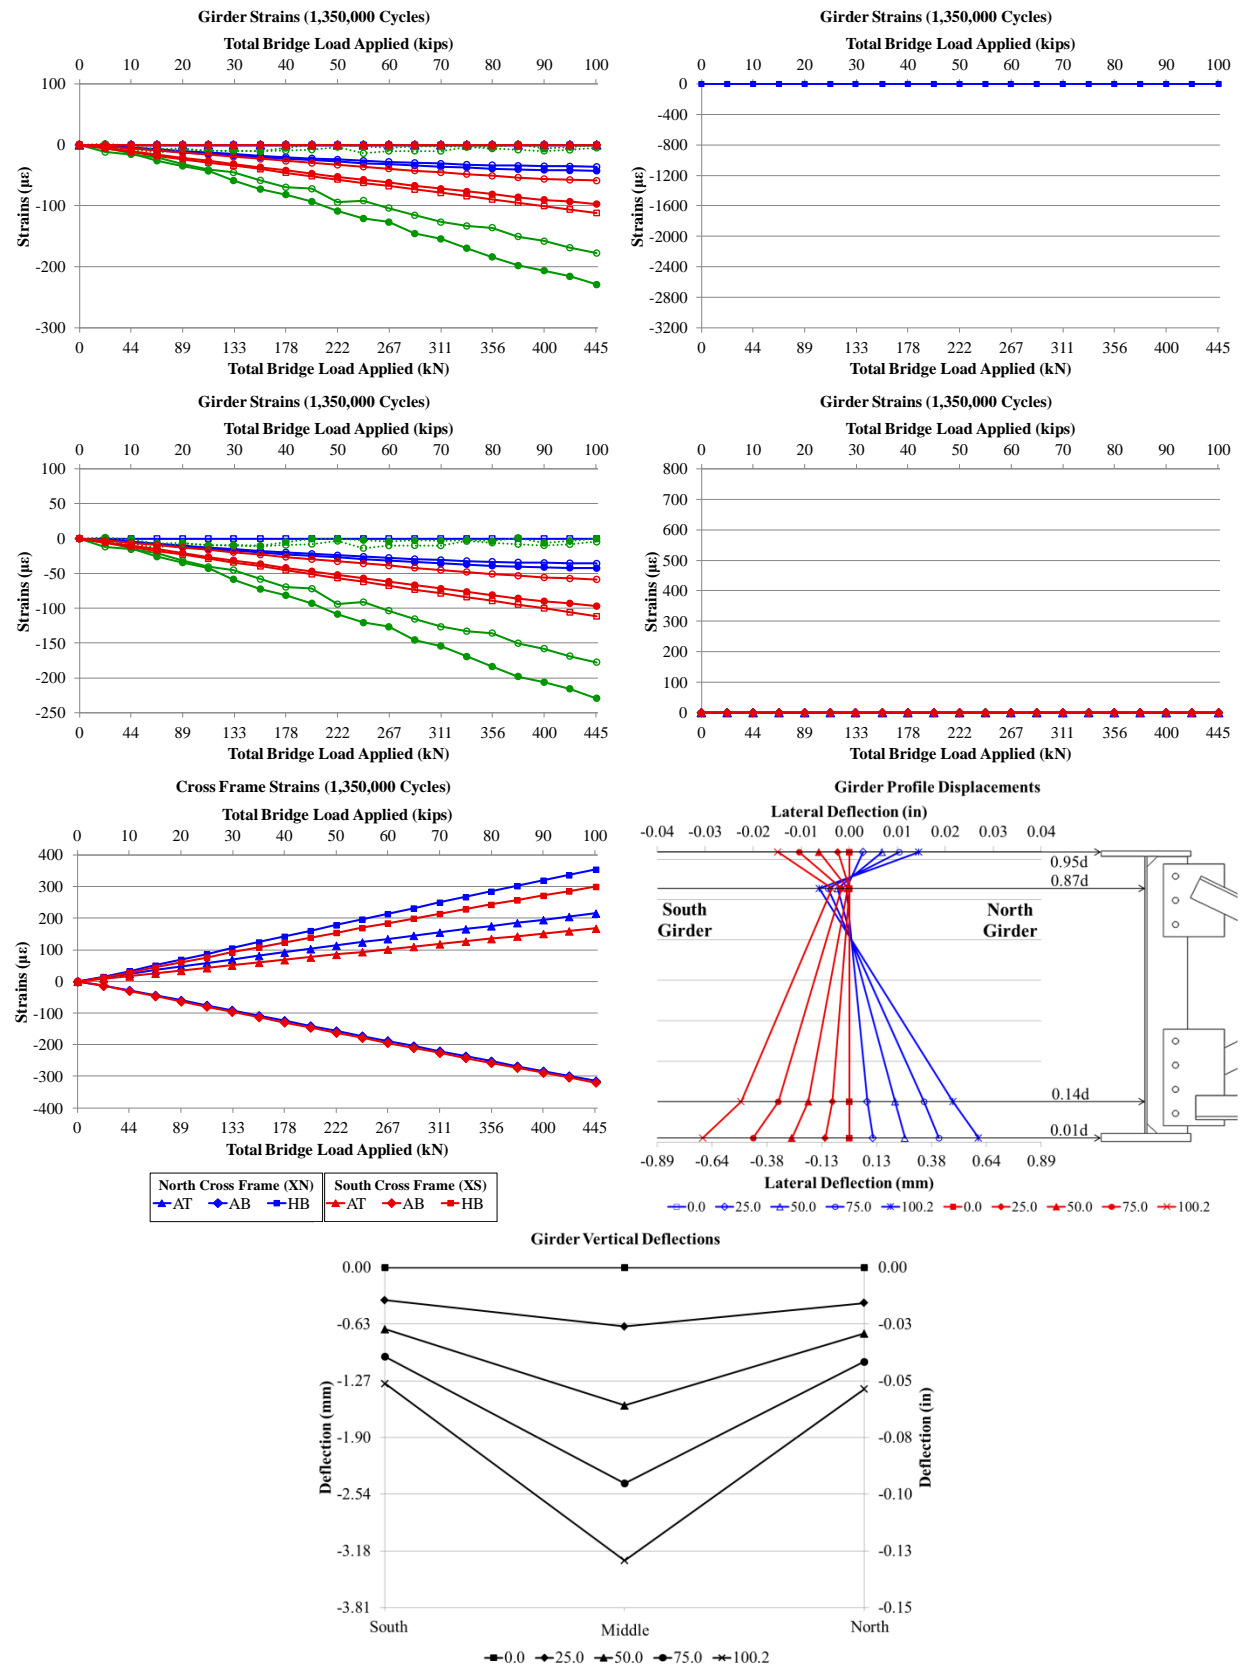 Girder Strains (1,350,000 Cycles)
Total Bridge Load Applied (kips)
0 10 20 30 40 50 60 70 80 90 100
100
0
-100
-200
-300
Strains (με)
0 44 89 133 178 222 267 311 356 400 445
Total Bridge Load Applied (kN)
Girder Strains (1,350,000 Cycles)
Total Bridge Load Applied (kips)
0 10 20 30 40 50 60 70 80 90 100
0
-400
-800
-1200
-1600
-2000
-2400
-2800
-3200
Strains (με)
0 44 89 133 178 222 267 311 356 400 445
Total Bridge Load Applied (kN)
Girder Strains (1,350,000 Cycles)
Total Bridge Load Applied (kips)
0 10 20 30 40 50 60 70 80 90 100
100
50
0
-50
-100
-150
-200
-250
Strains (με)
0 44 89 133 178 222 267 311 356 400 445
Total Bridge Load Applied (kN)
Girder Strains (1,350,000 Cycles)
Total Bridge Load Applied (kips)
0 10 20 30 40 50 60 70 80 90 100
800
700
600
500
400
300
200
100
0
Strains (με)
0 44 89 133 178 222 267 311 356 400 445
Total Bridge Load Applied (kN)
Cross Frame Strains (1,350,000 Cycles)
Total Bridge Load Applied (kips)
0 10 20 30 40 50 60 70 80 90 100
400
300
200
100
0
-100
-200
-300
-400
Strains (με)
0 44 89 133 178 222 267 311 356 400 445
Total Bridge Load Applied (kN)
North Cross Frame (XN) South Cross Frame (XS)
AT AB HB AT AB HB
Girder Profile Displacements
Lateral Deflection (in)
-0.04 -0.03 -0.02 -0.01 0.00 0.01 0.02 0.03 0.04
0.95d
0.87d
South Girder
North Girder
0.14d
0.01d
-0.89 -0.64 -0.38 -0.13 0.13 0.38 0.64 0.89
Lateral Deflection (mm)
0.0 25.0 50.0 75.0 100.2 0.0 25.0 50.0 75.0 100.2
Girder Vertical Deflections
0.00 0.00
-0.63 -0.03
-1.27 -0.05
-1.90 -0.08
-2.54 -0.10
-3.18 -0.13
-3.81 -0.15
Deflection (mm)
Deflection (in)
South Middle North
0.0 25.0 50.0 75.0 100.2